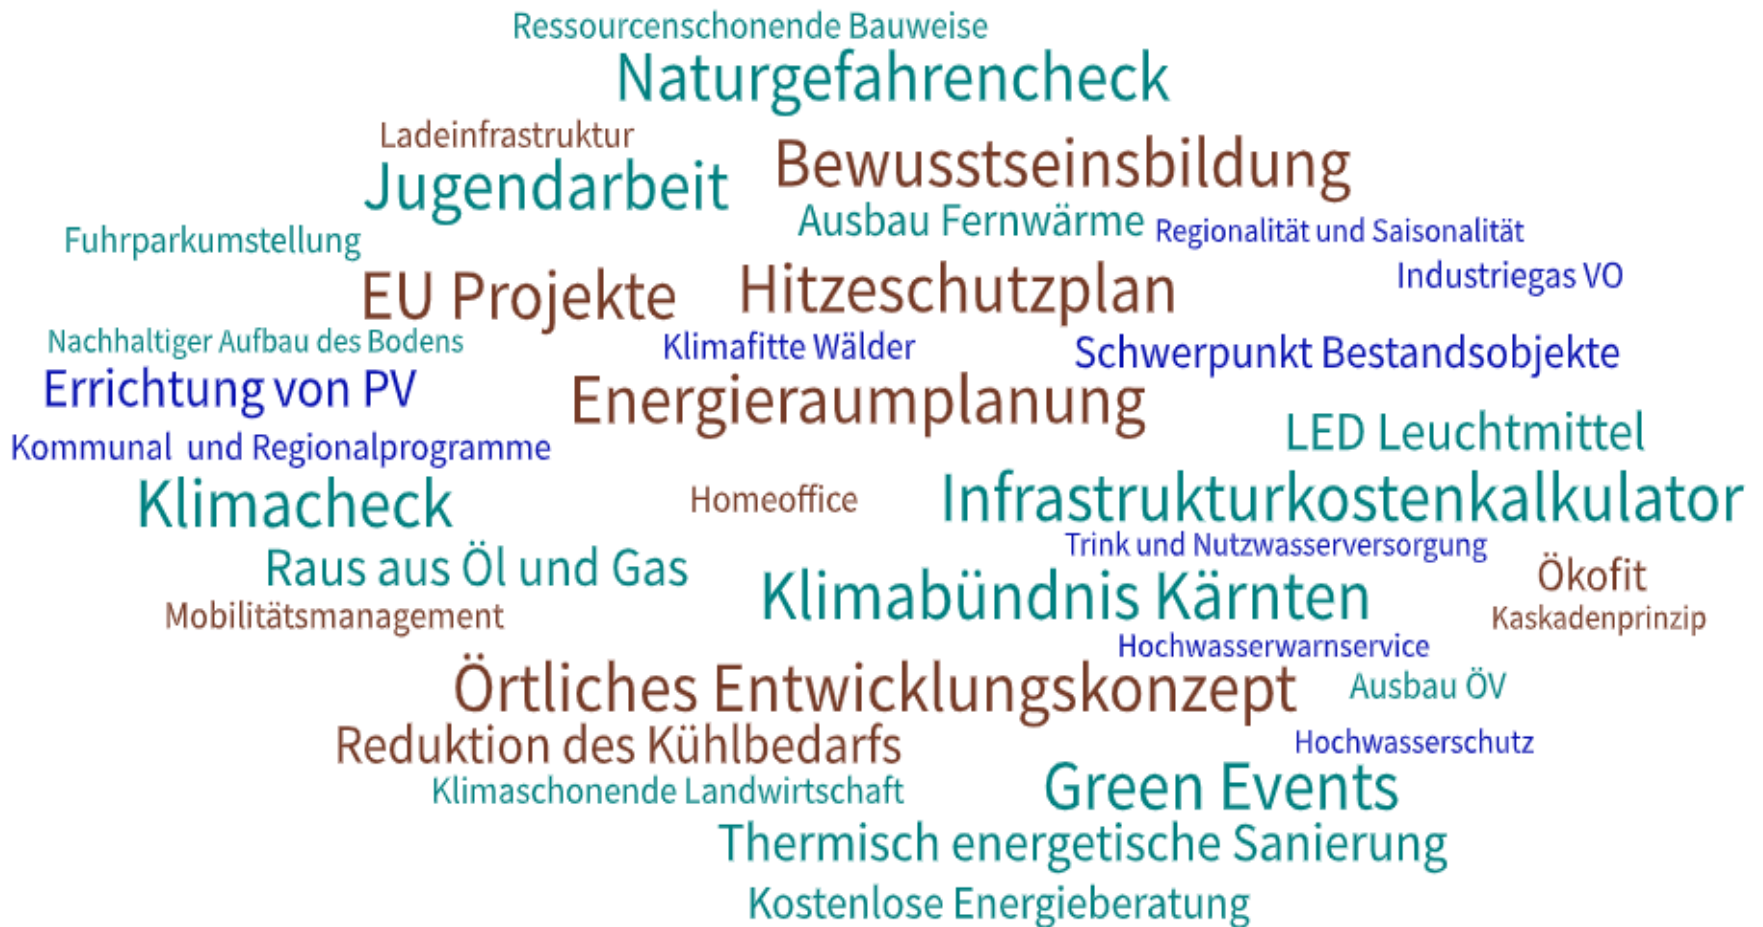 Ressourcenschonende Bauweise
Naturgefahrencheck
Ladeinfrastruktur
Bewusstseinsbildung
Jugendarbeit
Ausbau Fernwärme
Regionalität und Saisonalität
Fuhrparkumstellung
Industriegas VO
EU Projekte
Hitzeschutzplan
Nachhaltiger Aufbau des Bodens
Klimafitte Wälder
Schwerpunkt Bestandsobjekte
Errichtung von PV
Energieraumplanung
LED Leuchtmittel
Kommunal  und Regionalprogramme
Klimacheck
Homeoffice
Infrastrukturkostenkalkulator
Trink und Nutzwasserversorgung
Raus aus Öl und Gas
Ökofit
Klimabündnis Kärnten
Mobilitätsmanagement
Kaskadenprinzip
Hochwasserwarnservice
Örtliches Entwicklungskonzept
Ausbau ÖV
Reduktion des Kühlbedarfs
Hochwasserschutz
Klimaschonende Landwirtschaft
Green Events
Thermisch energetische Sanierung
Kostenlose Energieberatung